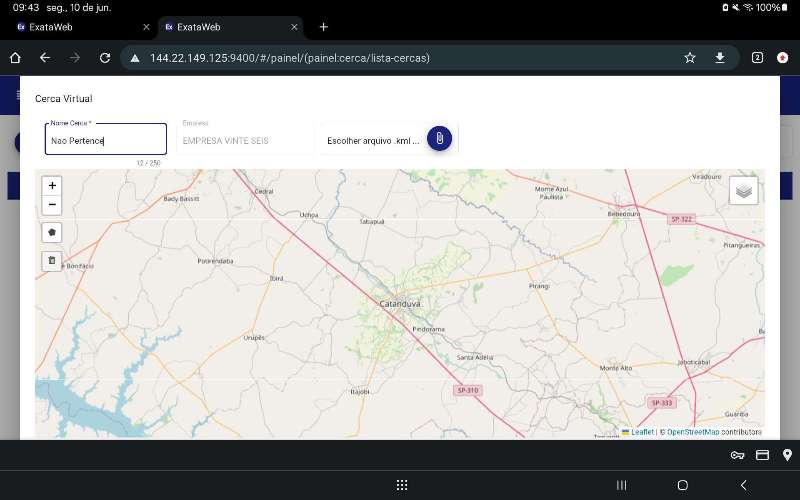 09:43 seg., 10 de jun.
100%
ExataWeb
ExataWeb
144.22.149.125:9400/#/painel/(painel:cerca/lista-cercas)
2
Cerca Virtual
Nome Cerca *
Nao Pertence
12 / 250
Empresa
EMPRESA VINTE SEIS
Escolher arquivo .kml ...
Viradouro
Cedral
Monte Azul
Paulista
Bady Bassitt
Uchoa
Tabapuã
Bebedouro
SP-322
Pitangueiras
e Bonifácio
Potirendaba
Ibirá
Pirangi
Catanduva
Pindorama
Urupês
Santa Adélia
Monte Alto
Jaboticabal
Itajobi
SP-310
SP-333
Guariba
Leaflet | © OpenStreetMap contributors